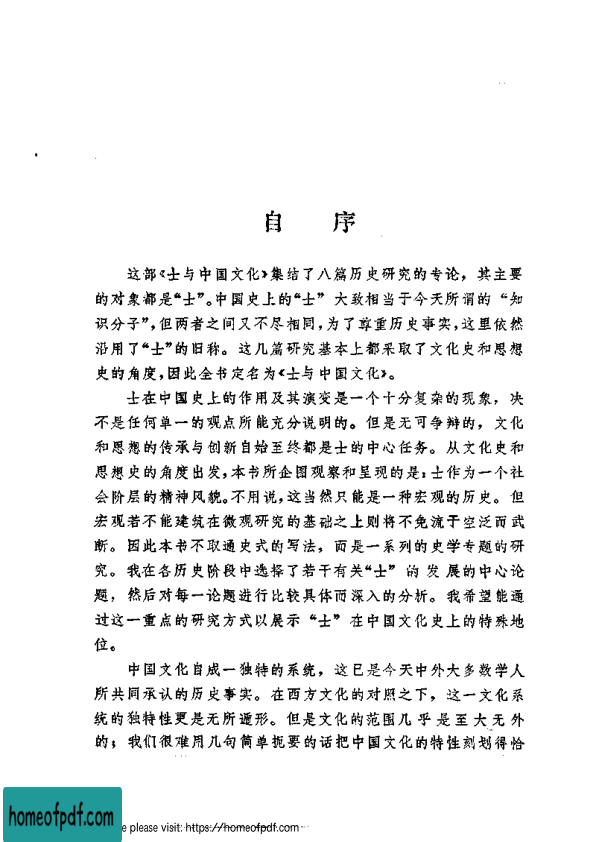 自 序
这部《士与中国文化》集结了八篇历史研究的专论，其主要
的对象都是“士”。中国史上的“士”大致相当于今天所谓的“知
识分子”，但两者之间又不尽相同，为了尊重历史事实，这里依然
沿用了“士”的旧称。这几篇研究基本上都采取了文化史和思想
史的角度，因此全书定名为《士与中国文化》。
士在中国史上的作用及其演变是一个十分复杂的现象，决
不是任何单一的观点所能充分说明的。但是无可争辩的，文化
和思想的传承与创新自始至终都是士的中心任务。从文化史和
思想史的角度出发，本书所企图观察和呈现的是：士作为一个社
会阶层的精神风貌。不用说，这当然只能是一种宏观的历史。但
宏观若不能建筑在微观研究的基础之上则将不免流于空泛而武
断。因此本书不取通史式的写法，而是一系列的史学专题的研
究。我在各历史阶段中选择了若干有关“士”的发展的中心论
题，然后对每一论题进行比较具体而深入的分析。我希望能通
过这一重点的研究方式以展示“士”在中国文化史上的特殊地
位。
中国文化自成一独特的系统，这已是今天中外大多数学人
所共同承认的历史事实。在西方文化的对照之下，这一文化系
统的独特性更是无所遁形。但是文化的范围几乎是至大无外
的；我们很难用几句简单扼要的话把中国文化的特性刻划得恰
homeofpdf.com
e please visit: https://homeofpdf.com